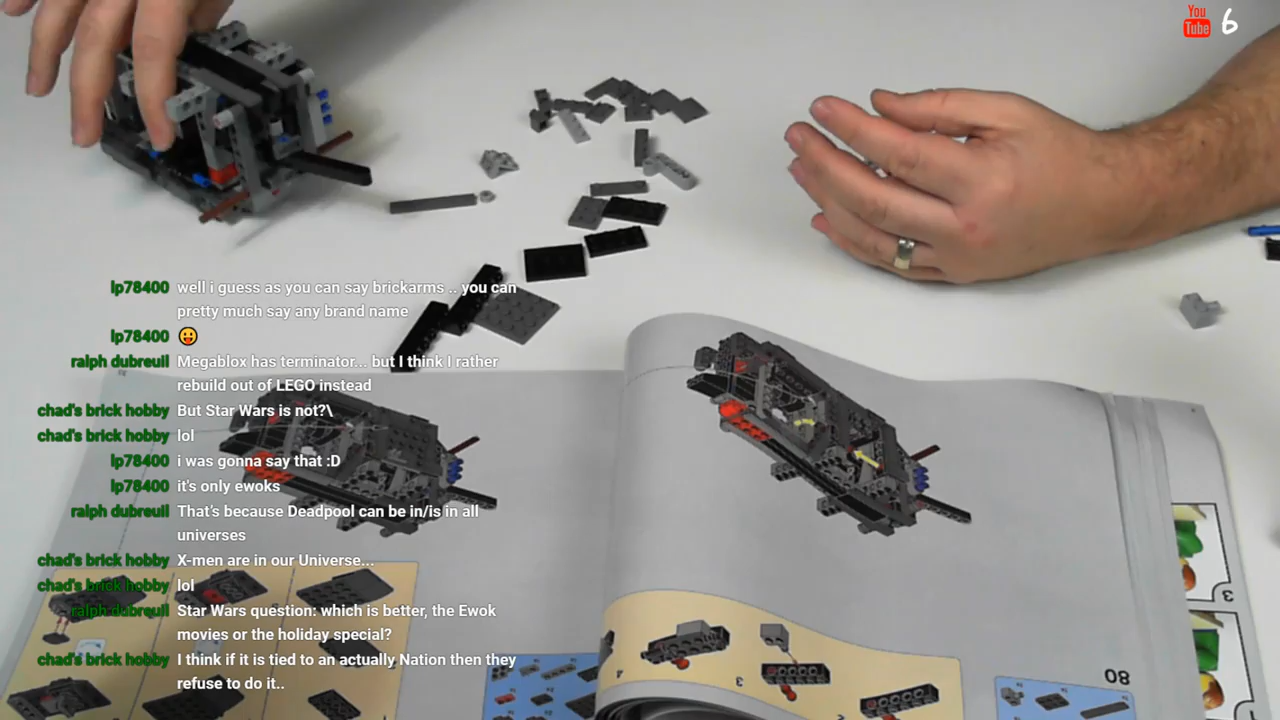 You
Tube 6
lp78400 well i guess as you can say brickarms .. you can
pretty much say any brand name
lp78400 😛
ralph dubreuil Megablox has terminator... but I think I rather
rebuild out of LEGO instead
chad's brick hobby But Star Wars is not?\
chad's brick hobby lol
lp78400 i was gonna say that :D
lp78400 it's only ewoks
ralph dubreuil That's because Deadpool can be in/is in all
universes
chad's brick hobby X-men are in our Universe...
chad's brick hobby lol
ralph dubreuil Star Wars question: which is better, the Ewok
movies or the holiday special?
chad's brick hobby I think if it is tied to an actually Nation then they
refuse to do it..
4
3
80
3